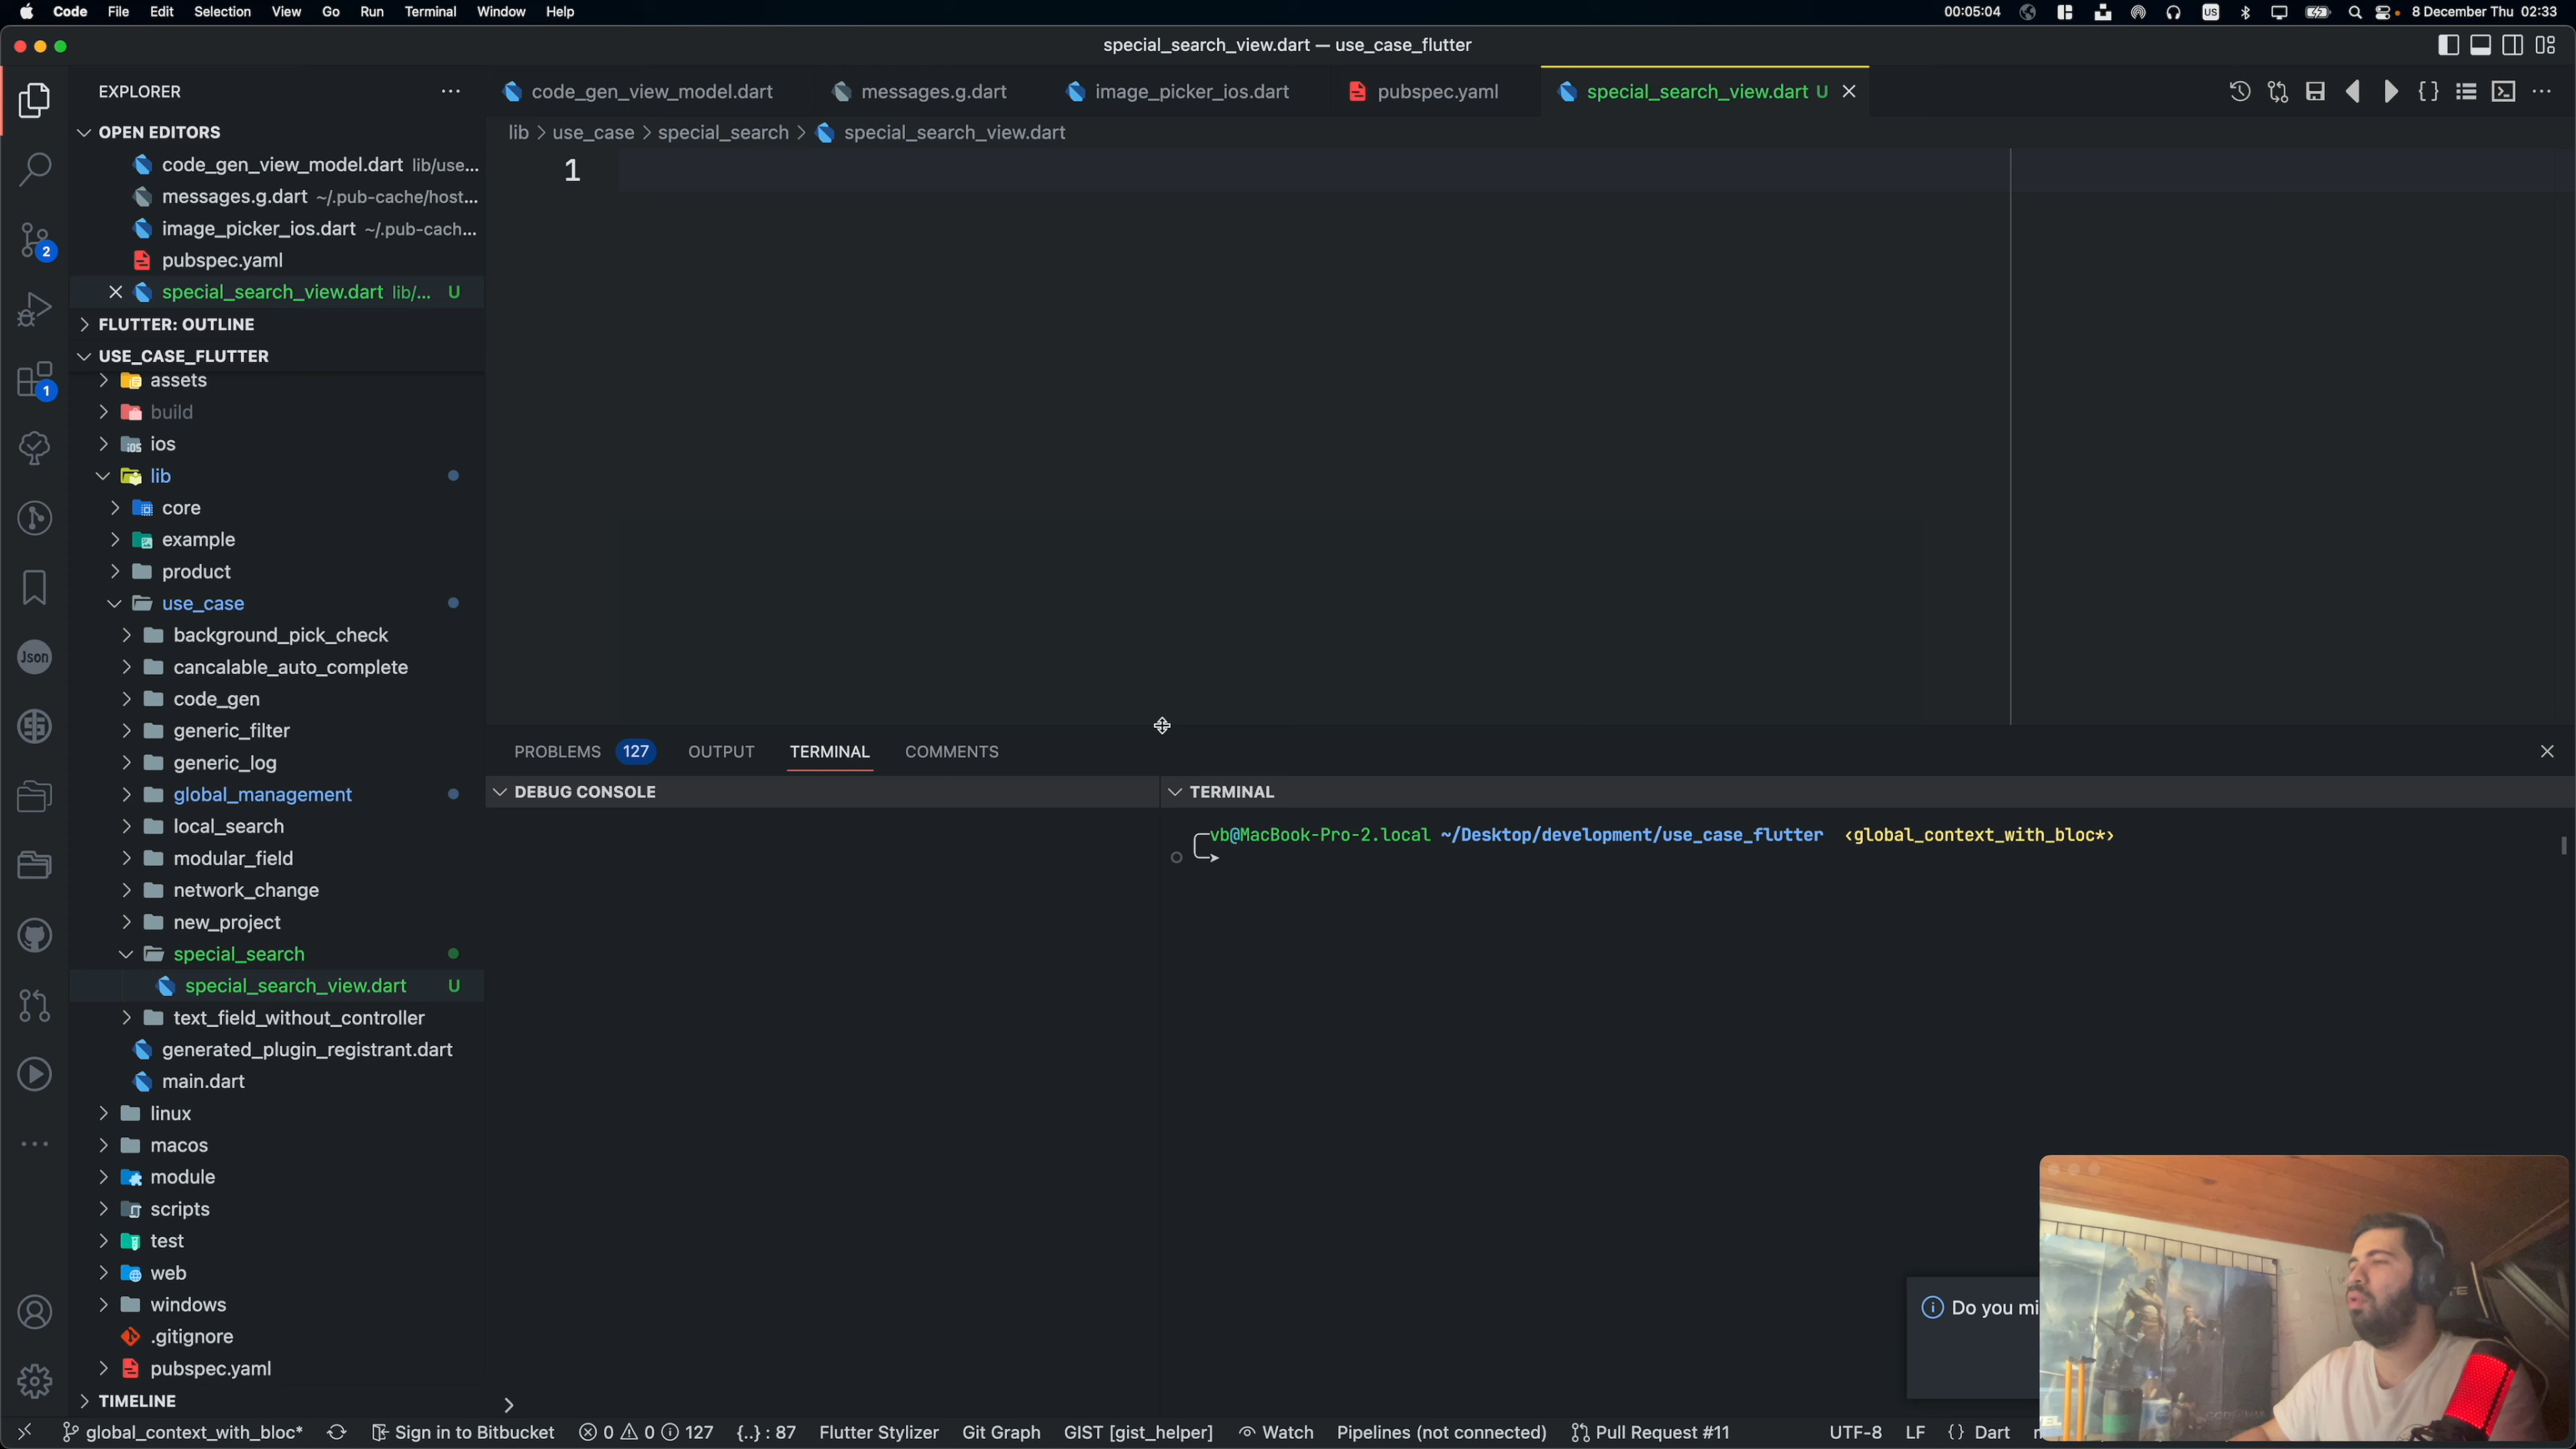 Code File Edit Selection View Go Run Terminal Window Help 00:05:04 US 8 December Thu 02:33
special_search_view.dart — use_case_flutter
EXPLORER
code_gen_view_model.dart messages.g.dart image_picker_ios.dart pubspec.yaml special_search_view.dart U
lib > use_case > special_search > special_search_view.dart
1
OPEN EDITORS
code_gen_view_model.dart lib/use...
messages.g.dart ~/.pub-cache/host...
image_picker_ios.dart ~/.pub-cach...
pubspec.yaml
special_search_view.dart lib/... U
FLUTTER: OUTLINE
USE_CASE_FLUTTER
assets
build
ios
lib
core
example
product
use_case
background_pick_check
cancalable_auto_complete
code_gen
generic_filter
generic_log
global_management
local_search
modular_field
network_change
new_project
special_search
special_search_view.dart U
text_field_without_controller
generated_plugin_registrant.dart
main.dart
linux
macos
module
scripts
test
web
windows
.gitignore
pubspec.yaml
TIMELINE
2
1
Json
PROBLEMS 127 OUTPUT TERMINAL COMMENTS
DEBUG CONSOLE
TERMINAL
vb@MacBook-Pro-2.local ~/Desktop/development/use_case_flutter ‹global_context_with_bloc*›
Do you mi
global_context_with_bloc* Sign in to Bitbucket 0 0 127 {..} : 87 Flutter Stylizer Git Graph GIST [gist_helper] Watch Pipelines (not connected) Pull Request #11 UTF-8 LF {} Dart